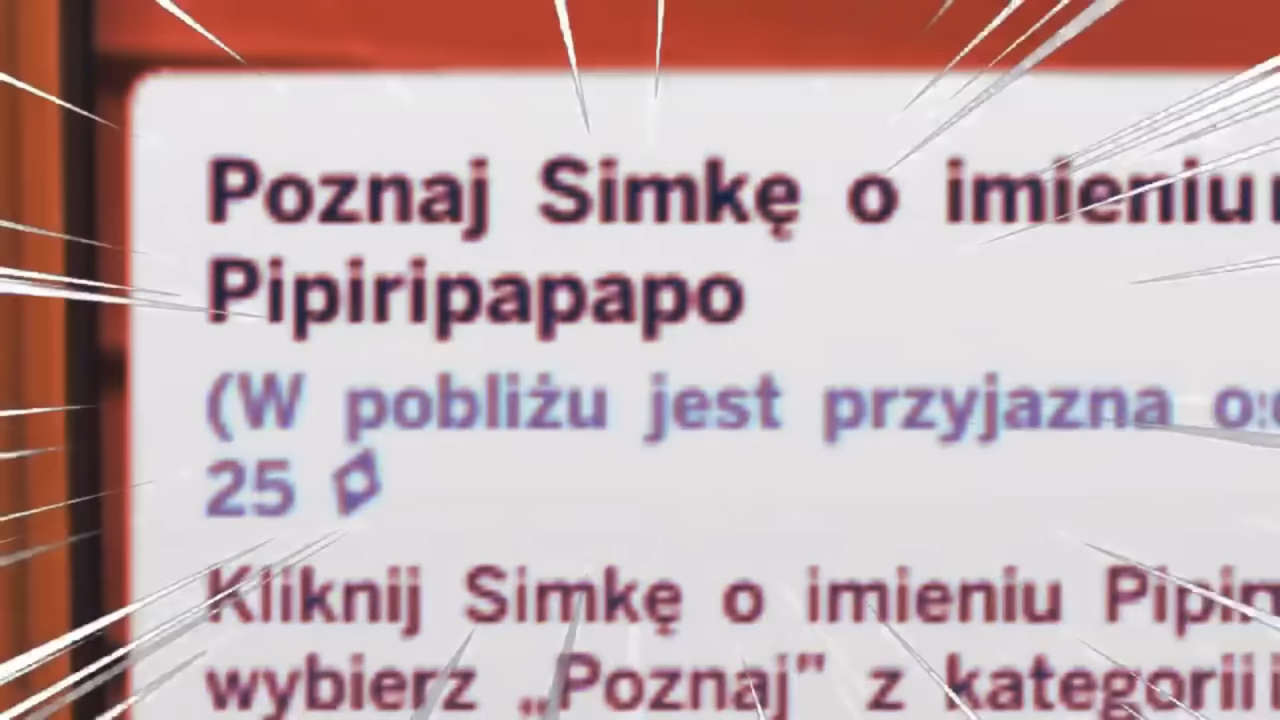 Poznaj Simkę o imieniu
Pipiripapapo
(W pobliżu jest przyjazna
25
Kliknij Simkę o imieniu
wybierz „Poznaj” z kategorii